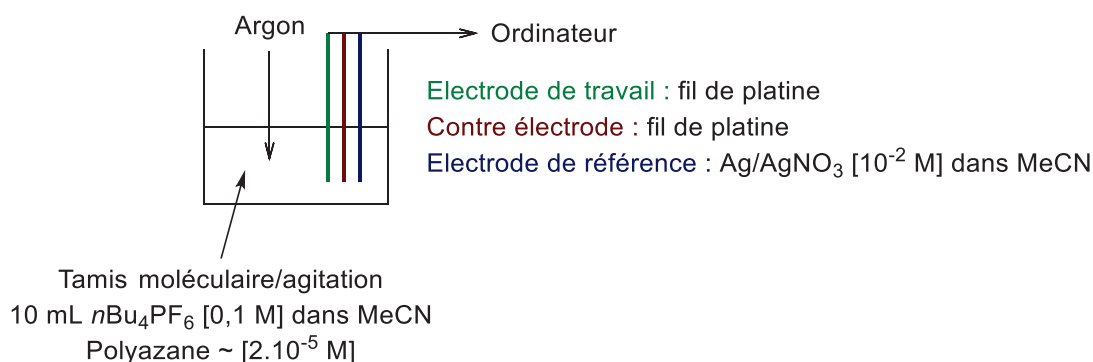 Argon
Ordinateur
Electrode de travail : fil de platine
Contre électrode : fil de platine
Electrode de référence : Ag/AgNO₃ [10⁻² M] dans MeCN
Tamis moléculaire/agitation
10 mL nBu₄PF₆ [0,1 M] dans MeCN
Polyazane ~ [2.10⁻⁵ M]